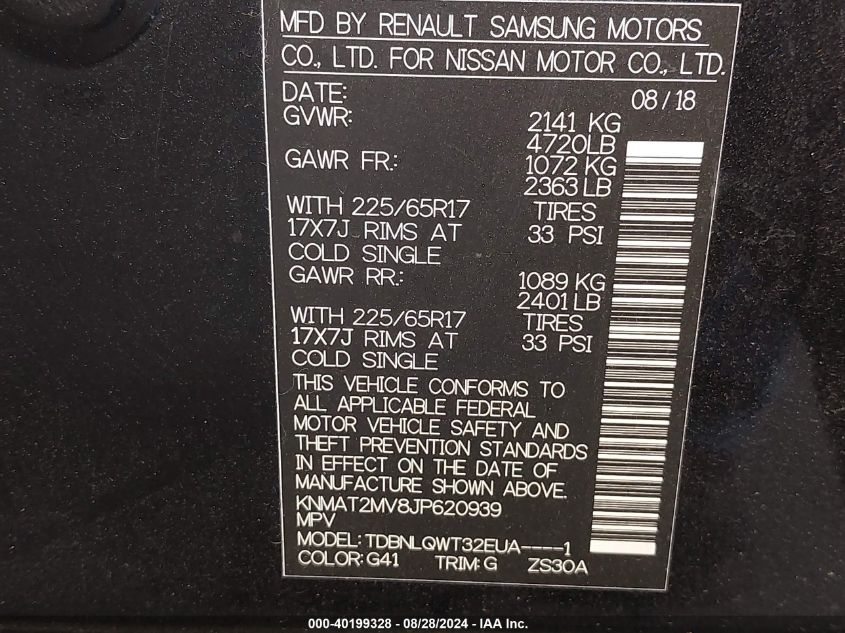 MFD BY RENAULT SAMSUNG MOTORS
CO., LTD. FOR NISSAN MOTOR CO., LTD.
DATE: 08/18
GVWR: 2141 KG
4720LB
GAWR FR.: 1072 KG
2363 LB
WITH 225/65R17 TIRES
17X7J RIMS AT 33 PSI
COLD SINGLE
GAWR RR.: 1089 KG
2401 LB
WITH 225/65R17 TIRES
17X7J RIMS AT 33 PSI
COLD SINGLE
THIS VEHICLE CONFORMS TO
ALL APPLICABLE FEDERAL
MOTOR VEHICLE SAFETY AND
THEFT PREVENTION STANDARDS
IN EFFECT ON THE DATE OF
MANUFACTURE SHOWN ABOVE.
KNMAT2MV8JP620939
MPV
MODEL: TDBNLQWT32EUA----1
COLOR: G41 TRIM: G ZS30A
000-40199328 - 08/28/2024 - IAA Inc.